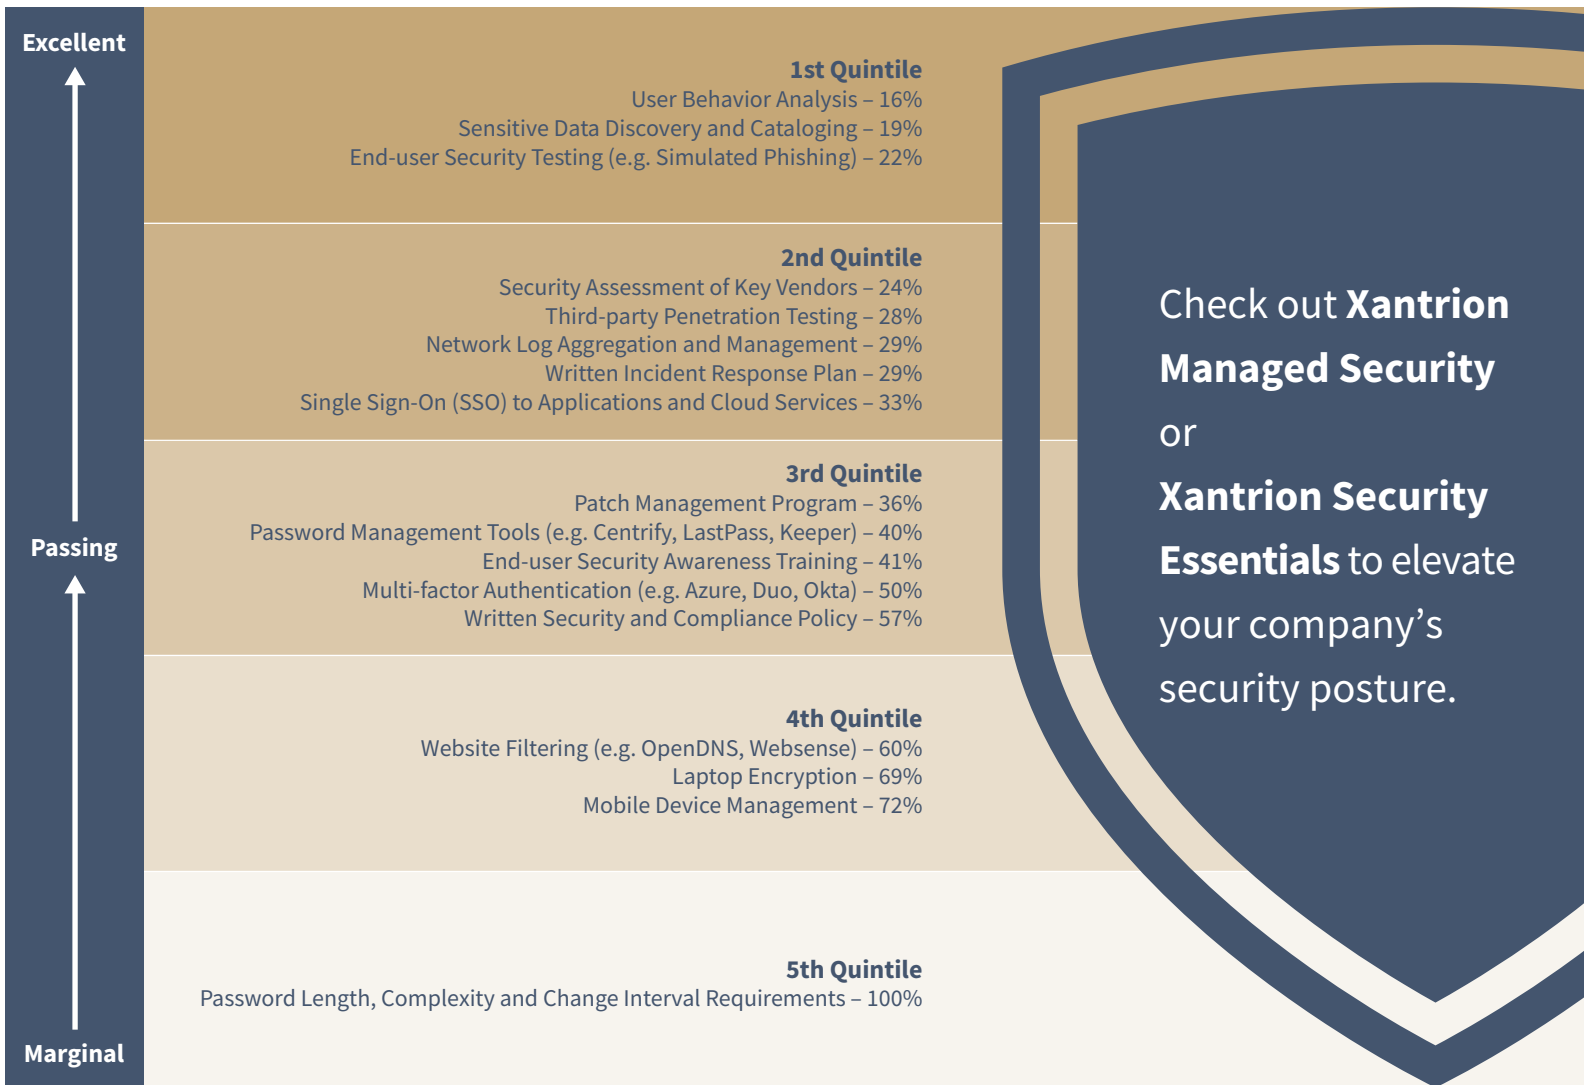 Excellent
Passing
Marginal
1st Quintile
User Behavior Analysis – 16%
Sensitive Data Discovery and Cataloging – 19%
End-user Security Testing (e.g. Simulated Phishing) – 22%
2nd Quintile
Security Assessment of Key Vendors – 24%
Third-party Penetration Testing – 28%
Network Log Aggregation and Management – 29%
Written Incident Response Plan – 29%
Single Sign-On (SSO) to Applications and Cloud Services – 33%
3rd Quintile
Patch Management Program – 36%
Password Management Tools (e.g. Centrify, LastPass, Keeper) – 40%
End-user Security Awareness Training – 41%
Multi-factor Authentication (e.g. Azure, Duo, Okta) – 50%
Written Security and Compliance Policy – 57%
4th Quintile
Website Filtering (e.g. OpenDNS, Websense) – 60%
Laptop Encryption – 69%
Mobile Device Management – 72%
5th Quintile
Password Length, Complexity and Change Interval Requirements – 100%
Check out Xantrion
Managed Security
or
Xantrion Security
Essentials to elevate
your company’s
security posture.